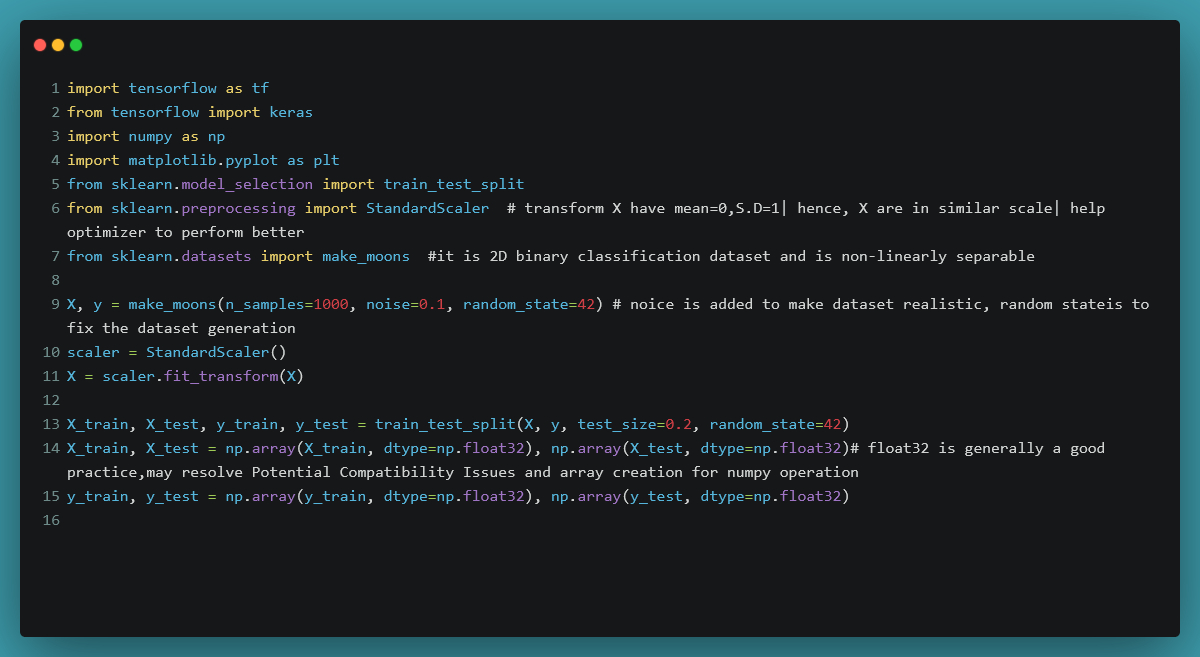 1 import tensorflow as tf
2 from tensorflow import keras
3 import numpy as np
4 import matplotlib.pyplot as plt
5 from sklearn.model_selection import train_test_split
6 from sklearn.preprocessing import StandardScaler  # transform X have mean=0,S.D=1| hence, X are in similar scale| help
optimizer to perform better
7 from sklearn.datasets import make_moons  #it is 2D binary classification dataset and is non-linearly separable
8
9 X, y = make_moons(n_samples=1000, noise=0.1, random_state=42) # noice is added to make dataset realistic, random stateis to
fix the dataset generation
10 scaler = StandardScaler()
11 X = scaler.fit_transform(X)
12
13 X_train, X_test, y_train, y_test = train_test_split(X, y, test_size=0.2, random_state=42)
14 X_train, X_test = np.array(X_train, dtype=np.float32), np.array(X_test, dtype=np.float32)# float32 is generally a good
practice,may resolve Potential Compatibility Issues and array creation for numpy operation
15 y_train, y_test = np.array(y_train, dtype=np.float32), np.array(y_test, dtype=np.float32)
16